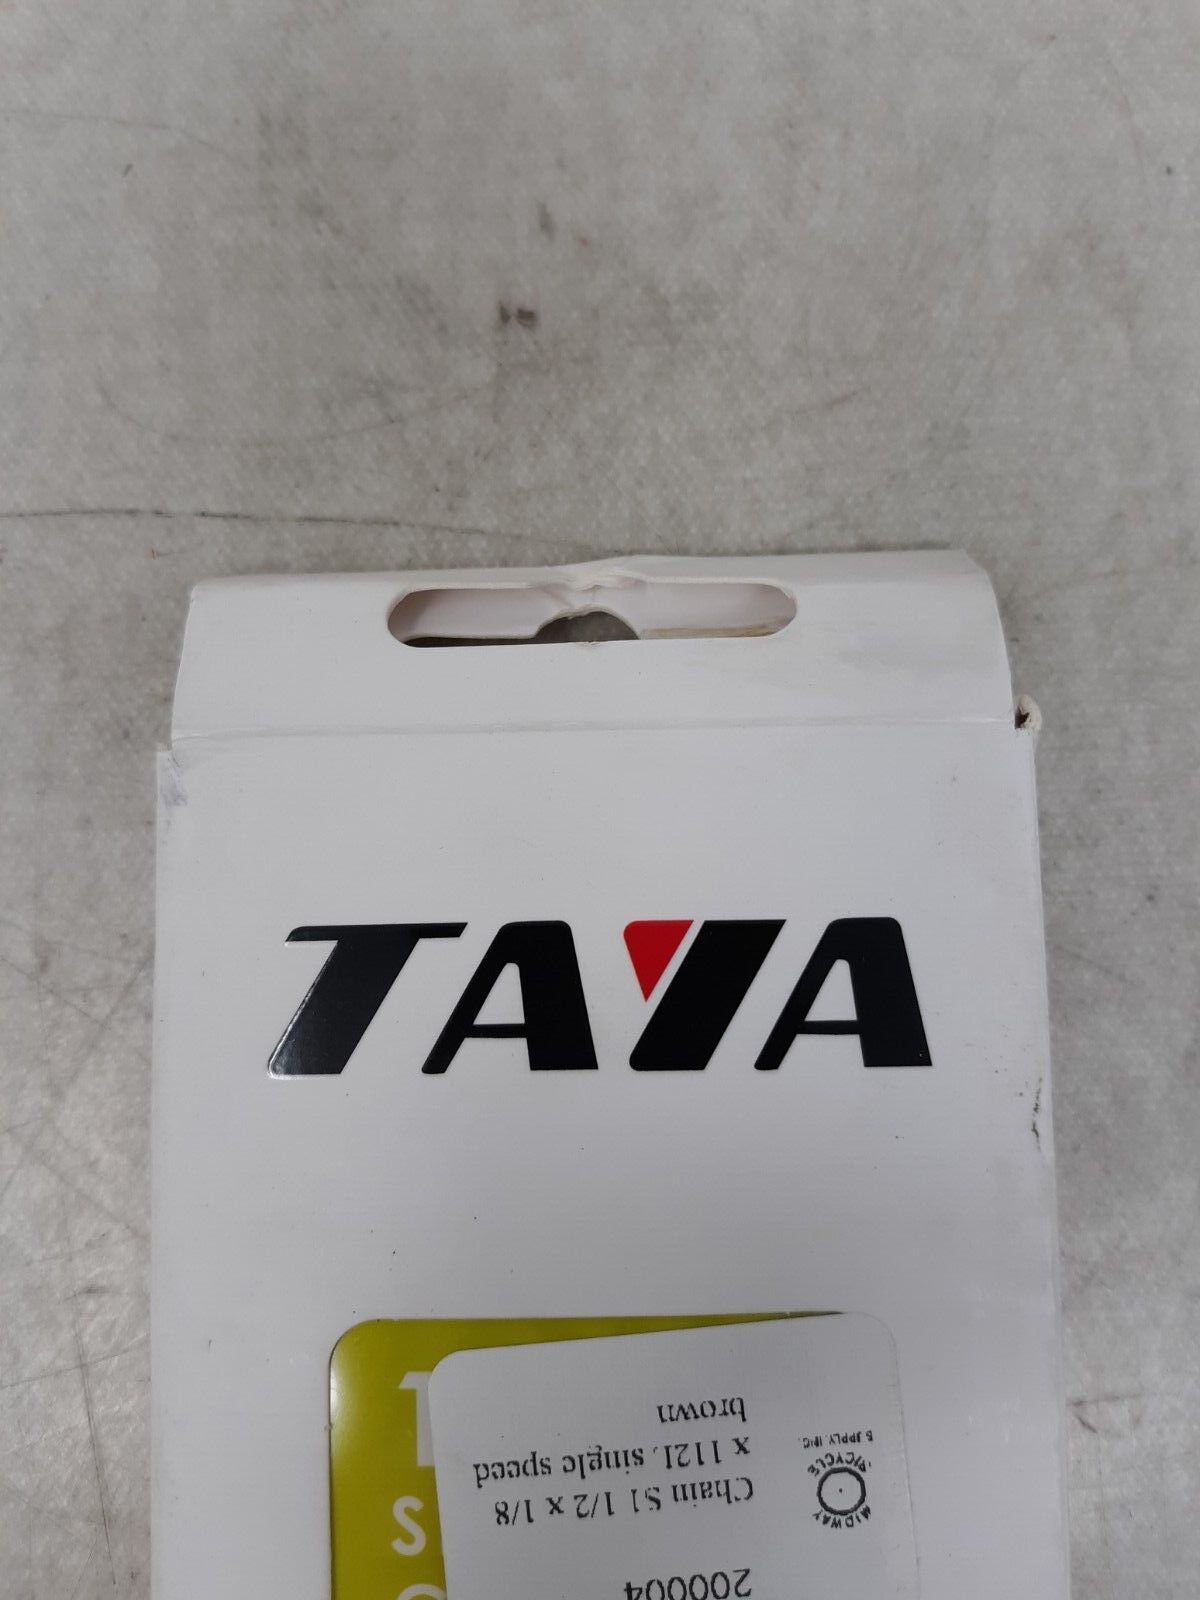 TAYA
T
S
200004
Chain S1 1/2 x 1/8
x 112L, single speed
brown
MIDWAY
BICYCLE
SUPPLY, INC.